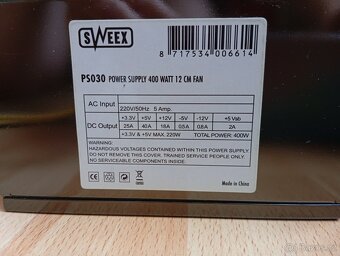 SWEEX
8 717534 006614
PS030 POWER SUPPLY 400 WATT 12 CM FAN
AC Input
220V/50Hz 5 Amp.
DC Output
+3.3V +5V +12V -5V -12V +5 Vsb
25A 40A 18A 0.8A 0.8A 2A
+3.3V & +5V MAX. 220W TOTAL POWER: 400W
WARNING:
HAZARDOUS VOLTAGES CONTAINED WITHIN THIS POWER SUPPLY
DO NOT REMOVE THIS COVER. TRAINED SERVICE PEOPLE ONLY.
NO SERVICABLE COMPONENTS INSIDE.
CE
Made in China